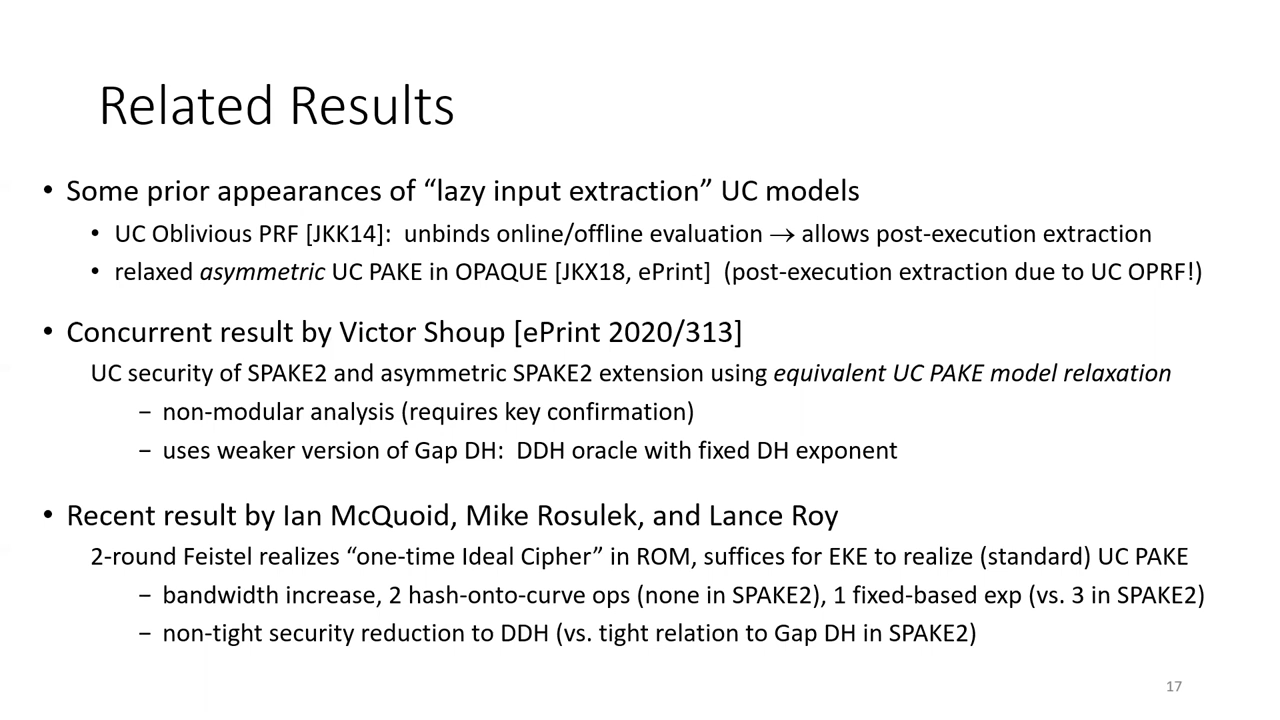 Related Results
• Some prior appearances of “lazy input extraction” UC models
• UC Oblivious PRF [JKK14]: unbinds online/offline evaluation → allows post-execution extraction
• relaxed asymmetric UC PAKE in OPAQUE [JKX18, ePrint] (post-execution extraction due to UC OPRF!)
• Concurrent result by Victor Shoup [ePrint 2020/313]
UC security of SPAKE2 and asymmetric SPAKE2 extension using equivalent UC PAKE model relaxation
− non-modular analysis (requires key confirmation)
− uses weaker version of Gap DH: DDH oracle with fixed DH exponent
• Recent result by Ian McQuoid, Mike Rosulek, and Lance Roy
2-round Feistel realizes “one-time Ideal Cipher” in ROM, suffices for EKE to realize (standard) UC PAKE
− bandwidth increase, 2 hash-onto-curve ops (none in SPAKE2), 1 fixed-based exp (vs. 3 in SPAKE2)
− non-tight security reduction to DDH (vs. tight relation to Gap DH in SPAKE2)
17